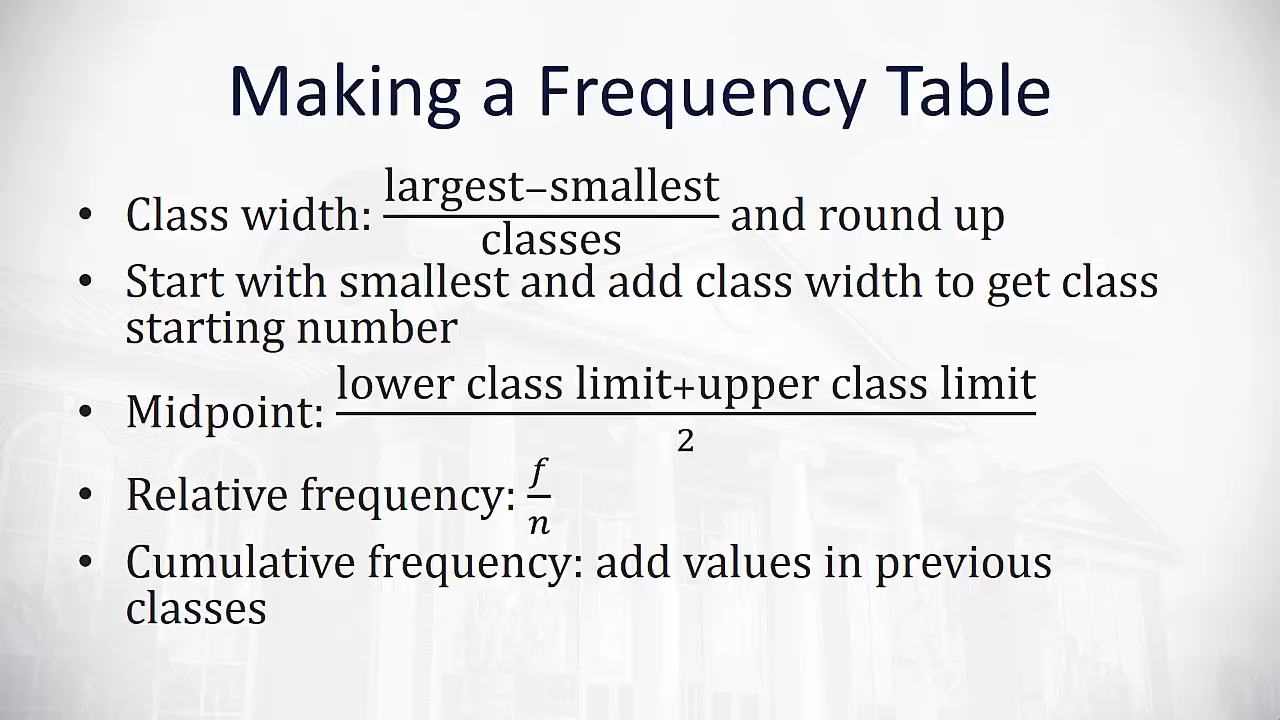 Making a Frequency Table
• Class width: largest–smallest / classes and round up
• Start with smallest and add class width to get class
starting number
• Midpoint: lower class limit+upper class limit / 2
• Relative frequency: f / n
• Cumulative frequency: add values in previous
classes